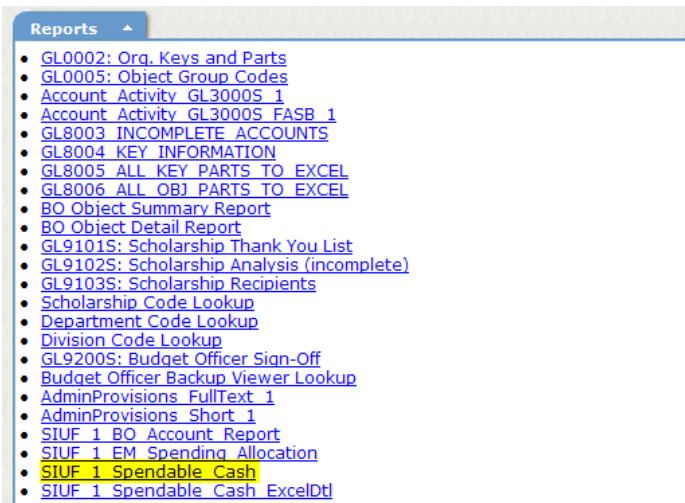 Reports
GL0002: Org. Keys and Parts
GL0005: Object Group Codes
Account_Activity_GL3000S_1
Account_Activity_GL3000S_FASB_1
GL8003_INCOMPLETE_ACCOUNTS
GL8004_KEY_INFORMATION
GL8005_ALL_KEY_PARTS_TO_EXCEL
GL8006_ALL_OBJ_PARTS_TO_EXCEL
BO Object Summary Report
BO Object Detail Report
GL9101S: Scholarship Thank You List
GL9102S: Scholarship Analysis (incomplete)
GL9103S: Scholarship Recipients
Scholarship Code Lookup
Department Code Lookup
Division Code Lookup
GL9200S: Budget Officer Sign-Off
Budget Officer Backup Viewer Lookup
AdminProvisions_FullText_1
AdminProvisions_Short_1
SIUF_1_BO_Account_Report
SIUF_1_EM_Spending_Allocation
SIUF_1_Spendable_Cash
SIUF_1_Spendable_Cash_ExcelDtl